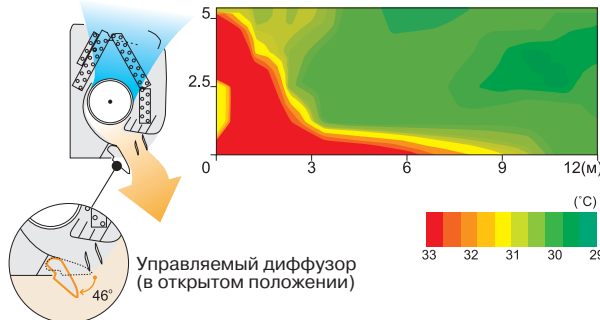 5
2.5
0
3
6
9
12(м)
(°C)
33 32 31 30 29
46°
Управляемый диффузор
(в открытом положении)